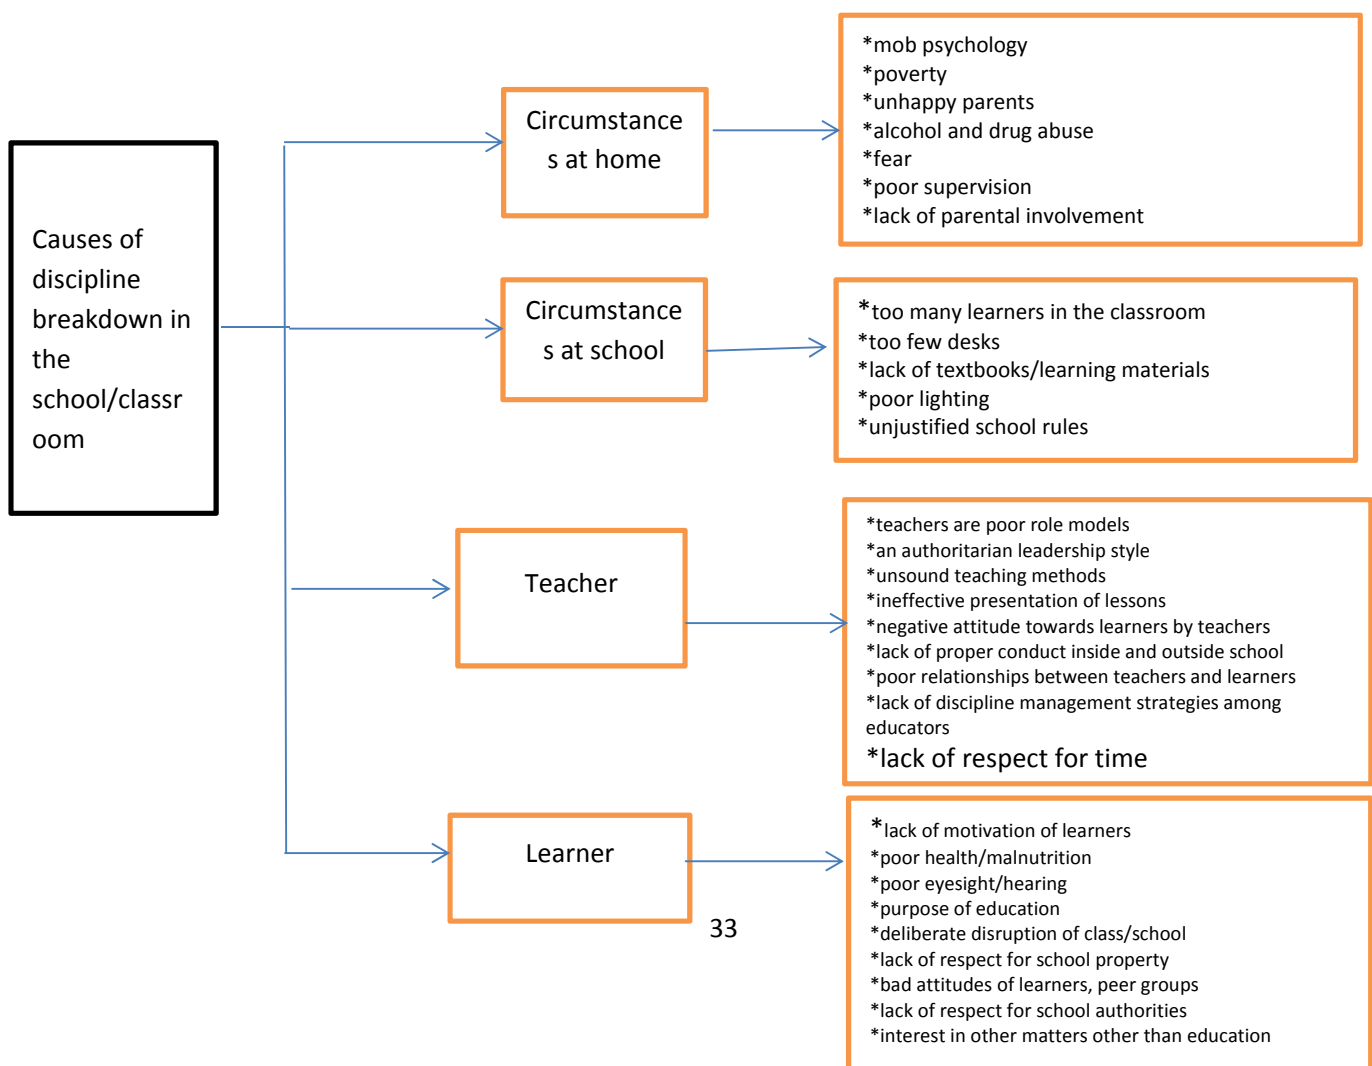 Causes of
discipline
breakdown in
the
school/classr
oom
Circumstance
s at home
*mob psychology
*poverty
*unhappy parents
*alcohol and drug abuse
*fear
*poor supervision
*lack of parental involvement
Circumstance
s at school
*too many learners in the classroom
*too few desks
*lack of textbooks/learning materials
*poor lighting
*unjustified school rules
Teacher
*teachers are poor role models
*an authoritarian leadership style
*unsound teaching methods
*ineffective presentation of lessons
*negative attitude towards learners by teachers
*lack of proper conduct inside and outside school
*poor relationships between teachers and learners
*lack of discipline management strategies among
educators
*lack of respect for time
Learner
*lack of motivation of learners
*poor health/malnutrition
*poor eyesight/hearing
*purpose of education
*deliberate disruption of class/school
*lack of respect for school property
*bad attitudes of learners, peer groups
*lack of respect for school authorities
*interest in other matters other than education
33